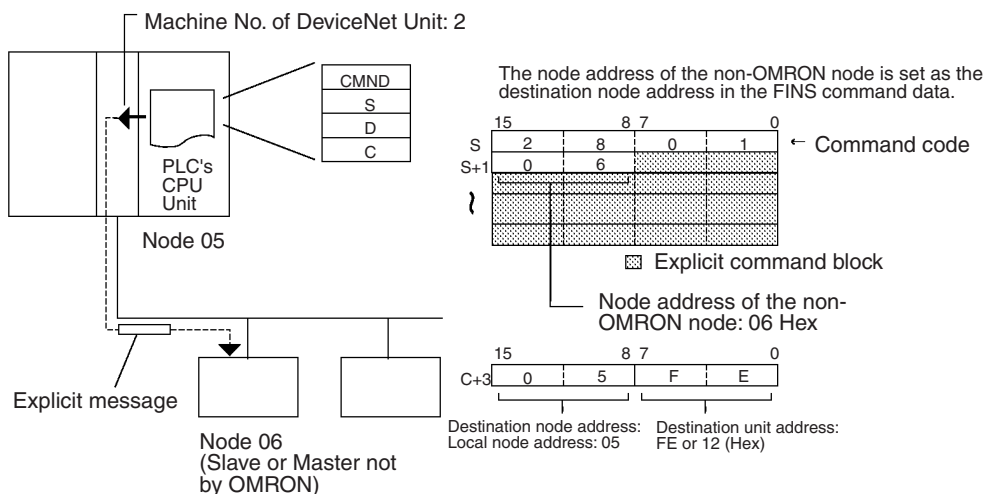 Machine No. of DeviceNet Unit: 2
CMND
S
D
C
PLC's
CPU
Unit
Node 05
The node address of the non-OMRON node is set as the
destination node address in the FINS command data.
15 8 7 0
S 2 8 0 1 ← Command code
S+1 0 6
~
Explicit command block
Node address of the non-
OMRON node: 06 Hex
15 8 7 0
C+3 0 5 F E
Destination node address:
Local node address: 05
Destination unit address:
FE or 12 (Hex)
Explicit message
Node 06
(Slave or Master not
by OMRON)